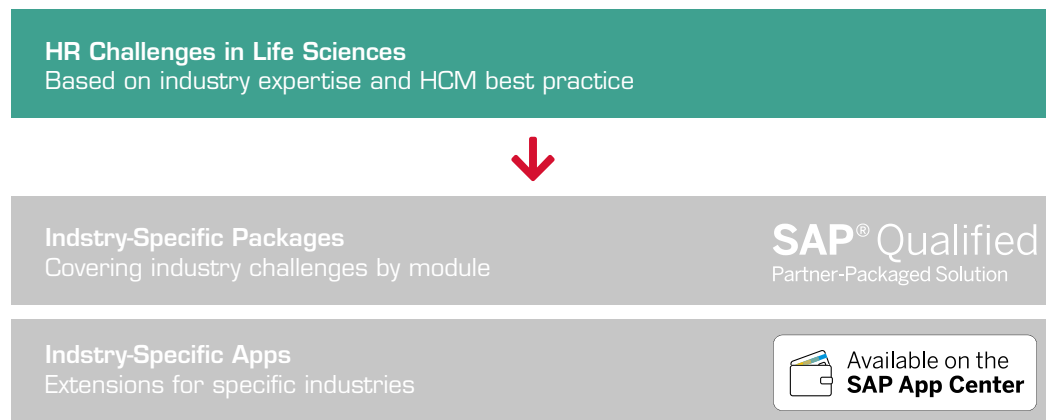 HR Challenges in Life Sciences
Based on industry expertise and HCM best practice
Indstry-Specific Packages
Covering industry challenges by module
SAP® Qualified
Partner-Packaged Solution
Indstry-Specific Apps
Extensions for specific industries
Available on the
SAP App Center